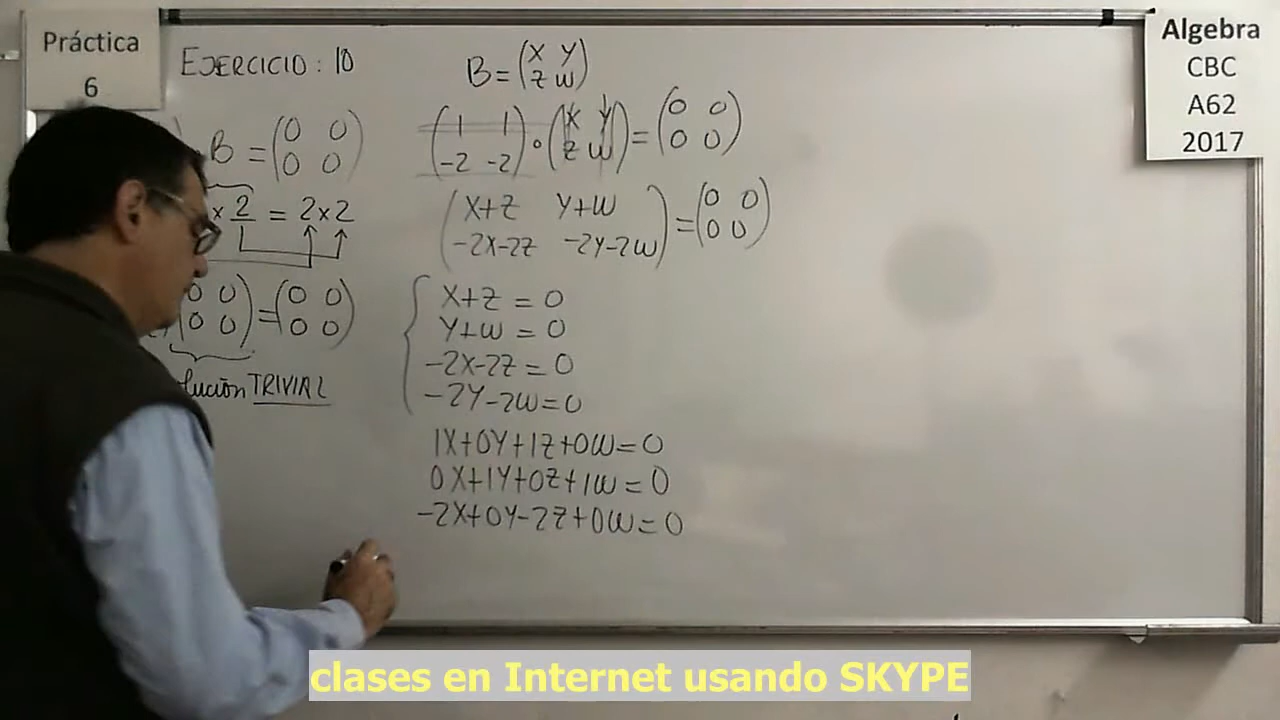 Práctica
6
EJERCICIO: 10
B = (0 0
0 0)
× 2 = 2×2
0 0) = (0 0
0 0) (0 0)
TRIVIAL
B = (X Y
Z W)
(1 1
-2 -2) · (X Y
Z W) = (0 0
0 0)
(X+Z Y+W
-2X-2Z -2Y-2W) = (0 0
0 0)
{ X+Z = 0
Y+W = 0
-2X-2Z = 0
-2Y-2W=0
1X+0Y+1Z+0W=0
0X+1Y+0Z+1W=0
-2X+0Y-2Z+0W=0
Algebra
CBC
A62
2017
clases en Internet usando SKYPE